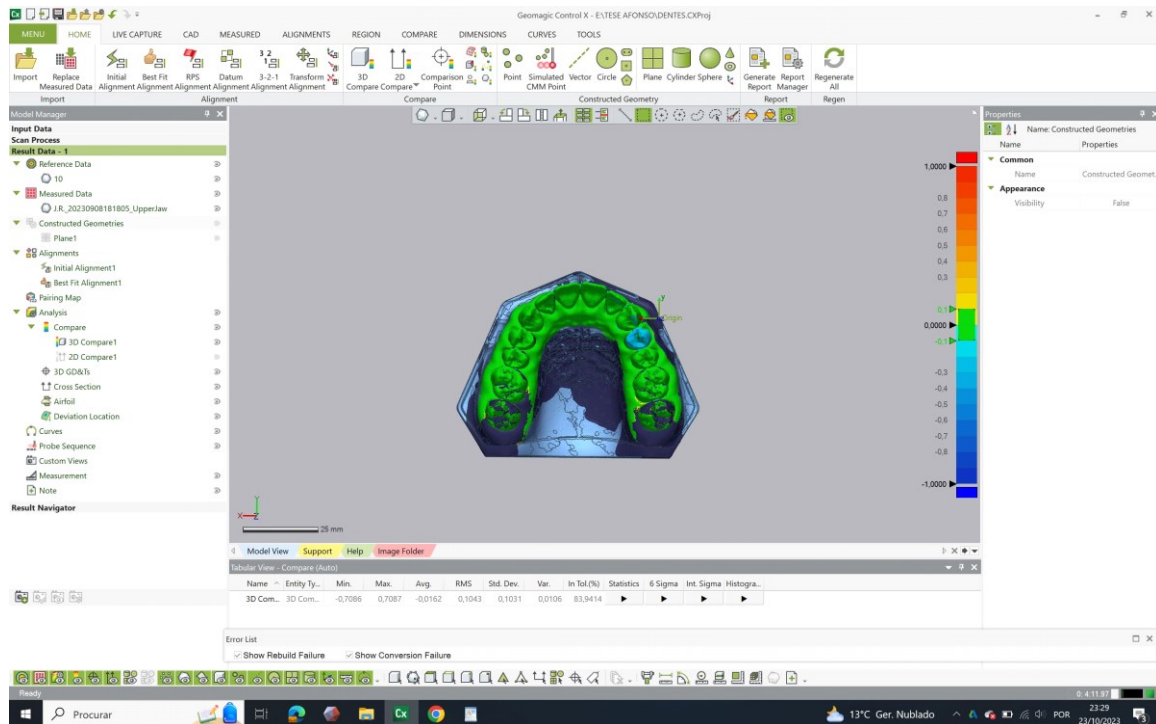 Geomagic Control X - E:\TESE AFONSO\DENTES.CXProj
MENU HOME LIVE CAPTURE CAD MEASURED ALIGNMENTS REGION COMPARE DIMENSIONS CURVES TOOLS
Import Replace Measured Data Initial Alignment Best Fit Alignment RPS Alignment Datum Alignment 3-2-1 Alignment Transform Alignment 3D Compare 2D Compare Comparison Point Point Simulated CMM Point Vector Circle Plane Cylinder Sphere Generate Report Report Manager Regenerate All
Import Alignment Compare Constructed Geometry Report Regen
Model Manager
Input Data
Scan Process
Result Data - 1
Reference Data
10
Measured Data
J.R._20230908181805_UpperJaw
Constructed Geometries
Plane1
Alignments
Initial Alignment1
Best Fit Alignment1
Pairing Map
Analysis
Compare
3D Compare1
2D Compare1
3D GD&Ts
Cross Section
Airfoil
Deviation Location
Curves
Probe Sequence
Custom Views
Measurement
Note
Result Navigator
Y
Origin
Y
X
Z
25 mm
1,0000
0,8
0,7
0,6
0,5
0,4
0,3
0,1
0,0000
-0,1
-0,3
-0,4
-0,5
-0,6
-0,7
-0,8
-1,0000
Properties
Name: Constructed Geometries
Name Properties
Common
Name Constructed Geomet.
Appearance
Visibility False
Model View Support Help Image Folder
Tabular View - Compare (Auto)
Name Entity Ty... Min. Max. Avg. RMS Std. Dev. Var. In Tol.(%) Statistics 6 Sigma Int. Sigma Histogra...
3D Com... 3D Com... -0,7086 0,7087 -0,0162 0,1043 0,1031 0,0106 83,9414
Error List
Show Rebuild Failure Show Conversion Failure
Ready
0: 4:11.97
Procurar
13°C Ger. Nublado
POR
23:29
23/10/2023